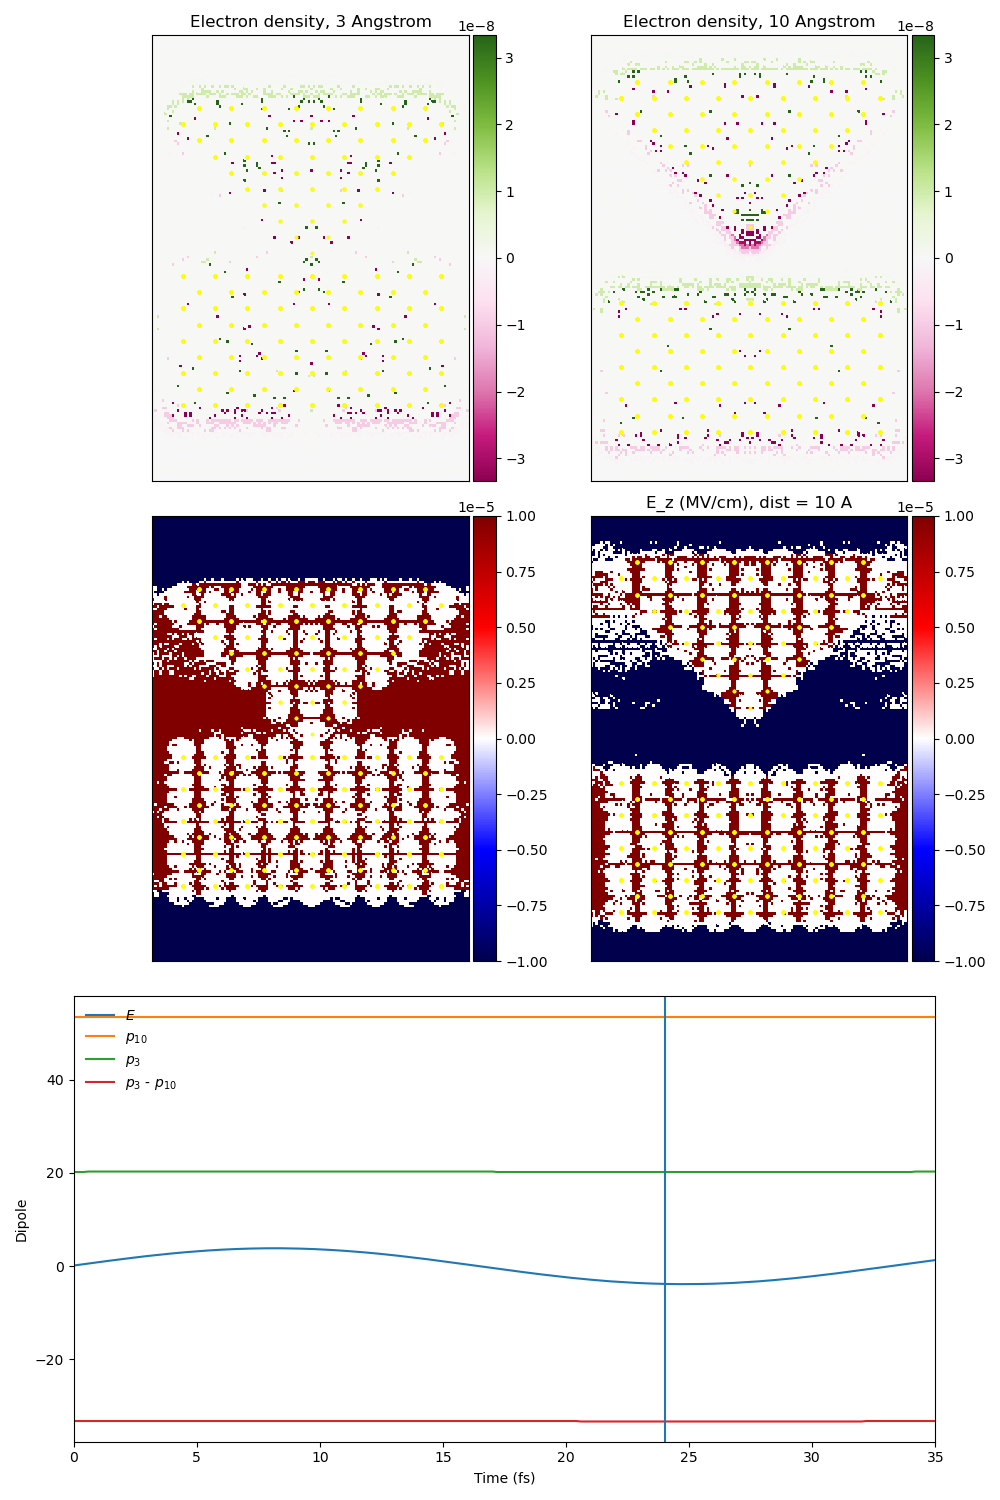 Electron density, 3 Angstrom
1e−8
3
2
1
0
−1
−2
−3
Electron density, 10 Angstrom
1e−8
3
2
1
0
−1
−2
−3
1e−5
1.00
0.75
0.50
0.25
0.00
−0.25
−0.50
−0.75
−1.00
E_z (MV/cm), dist = 10 A
1e−5
1.00
0.75
0.50
0.25
0.00
−0.25
−0.50
−0.75
−1.00
E
p₁₀
p₃
p₃ - p₁₀
40
20
0
−20
Dipole
0 5 10 15 20 25 30 35
Time (fs)